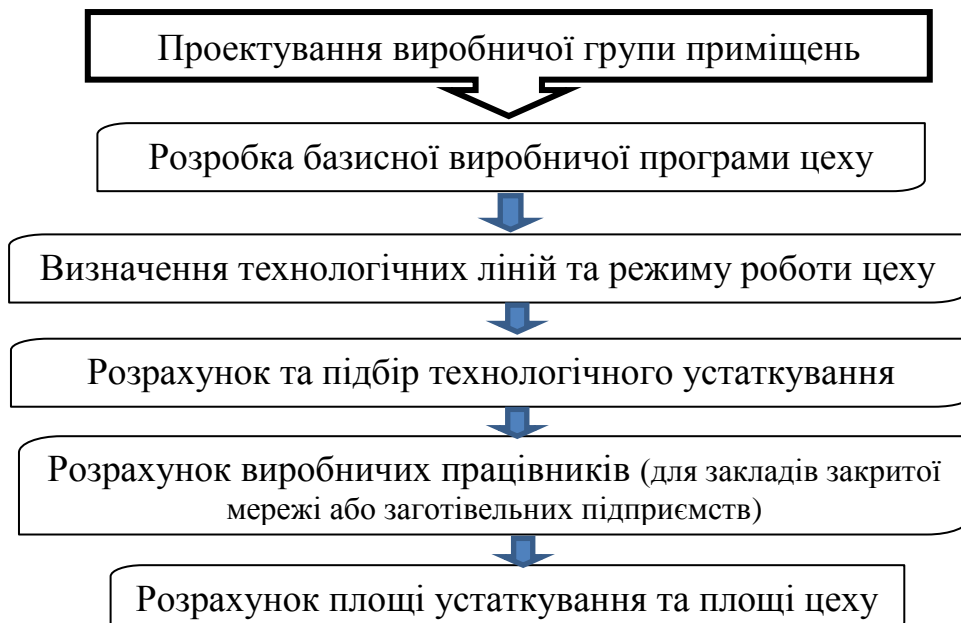 Проектування виробничої групи приміщень
Розробка базисної виробничої програми цеху
Визначення технологічних ліній та режиму роботи цеху
Розрахунок та підбір технологічного устаткування
Розрахунок виробничих працівників (для закладів закритої
мережі або заготівельних підприємств)
Розрахунок площі устаткування та площі цеху